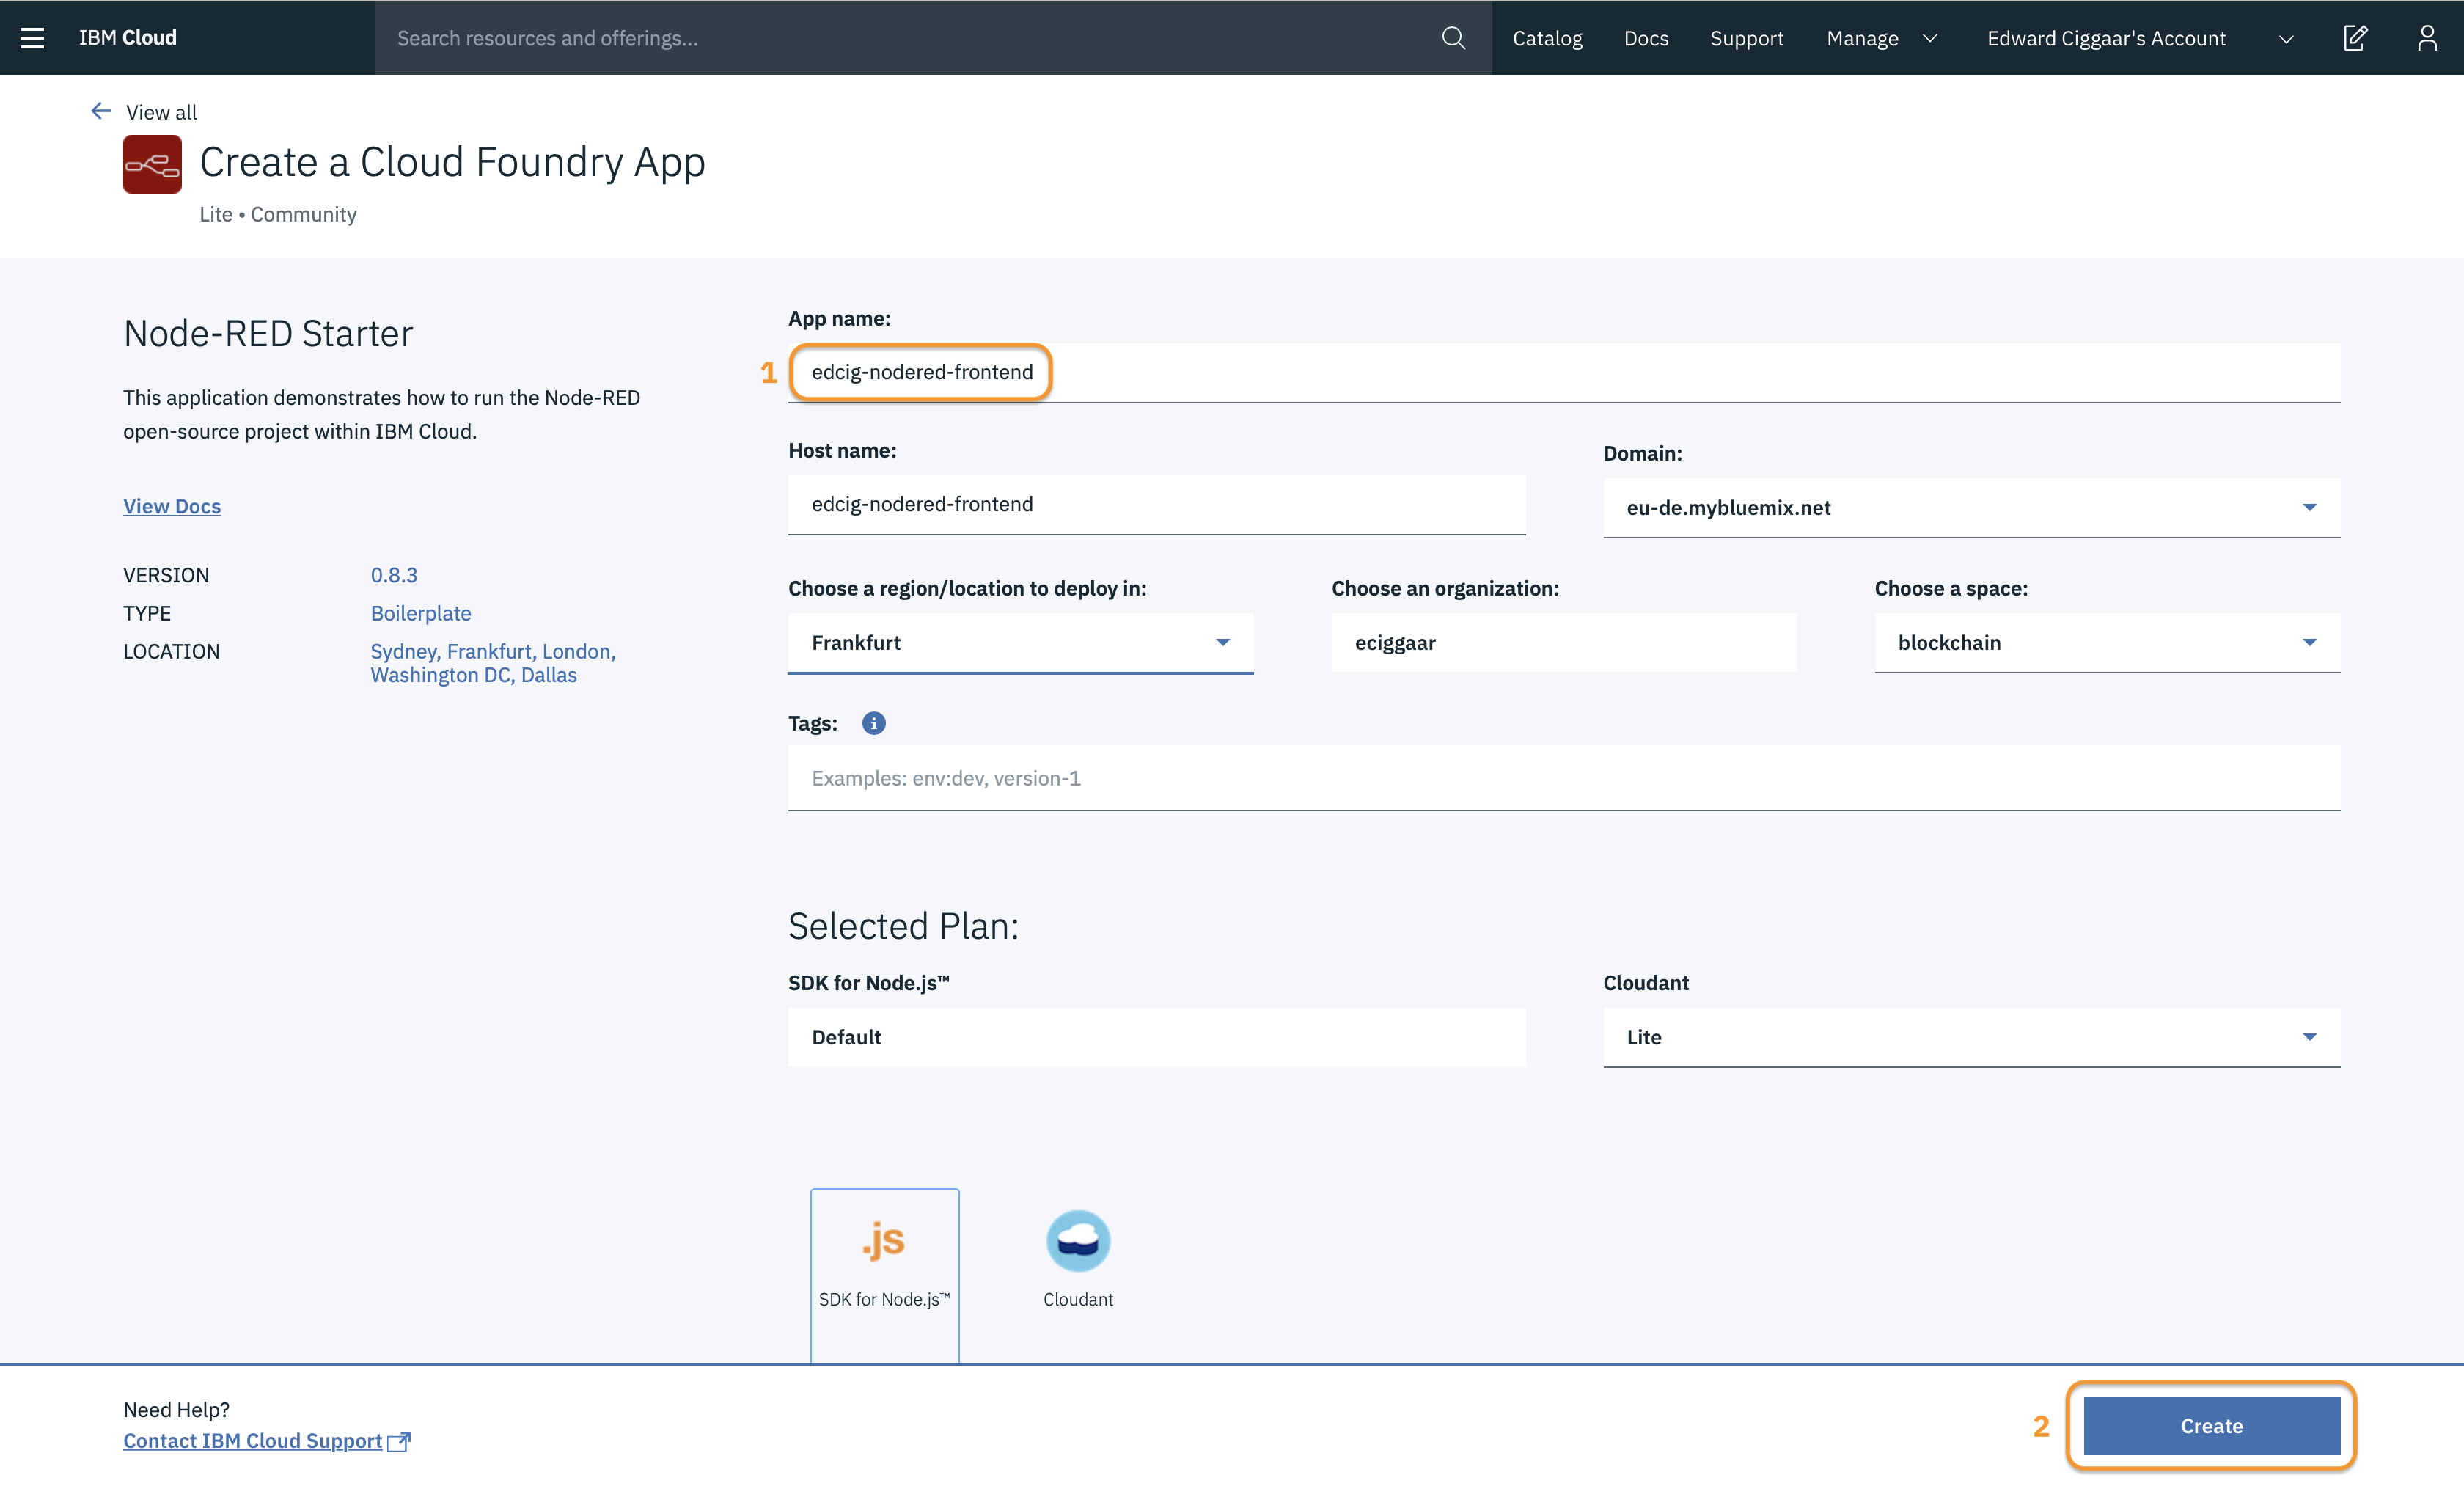 IBM Cloud
Search resources and offerings...
Catalog
Docs
Support
Manage
Edward Ciggaar's Account
View all
Create a Cloud Foundry App
Lite • Community
Node-RED Starter
This application demonstrates how to run the Node-RED
open-source project within IBM Cloud.
View Docs
VERSION 0.8.3
TYPE Boilerplate
LOCATION Sydney, Frankfurt, London,
Washington DC, Dallas
App name:
1 edcig-nodered-frontend
Host name:
edcig-nodered-frontend
Domain:
eu-de.mybluemix.net
Choose a region/location to deploy in:
Frankfurt
Choose an organization:
eciggaar
Choose a space:
blockchain
Tags: i
Examples: env:dev, version-1
Selected Plan:
SDK for Node.js™
Default
Cloudant
Lite
.js
SDK for Node.js™
Cloudant
Need Help?
Contact IBM Cloud Support
2 Create